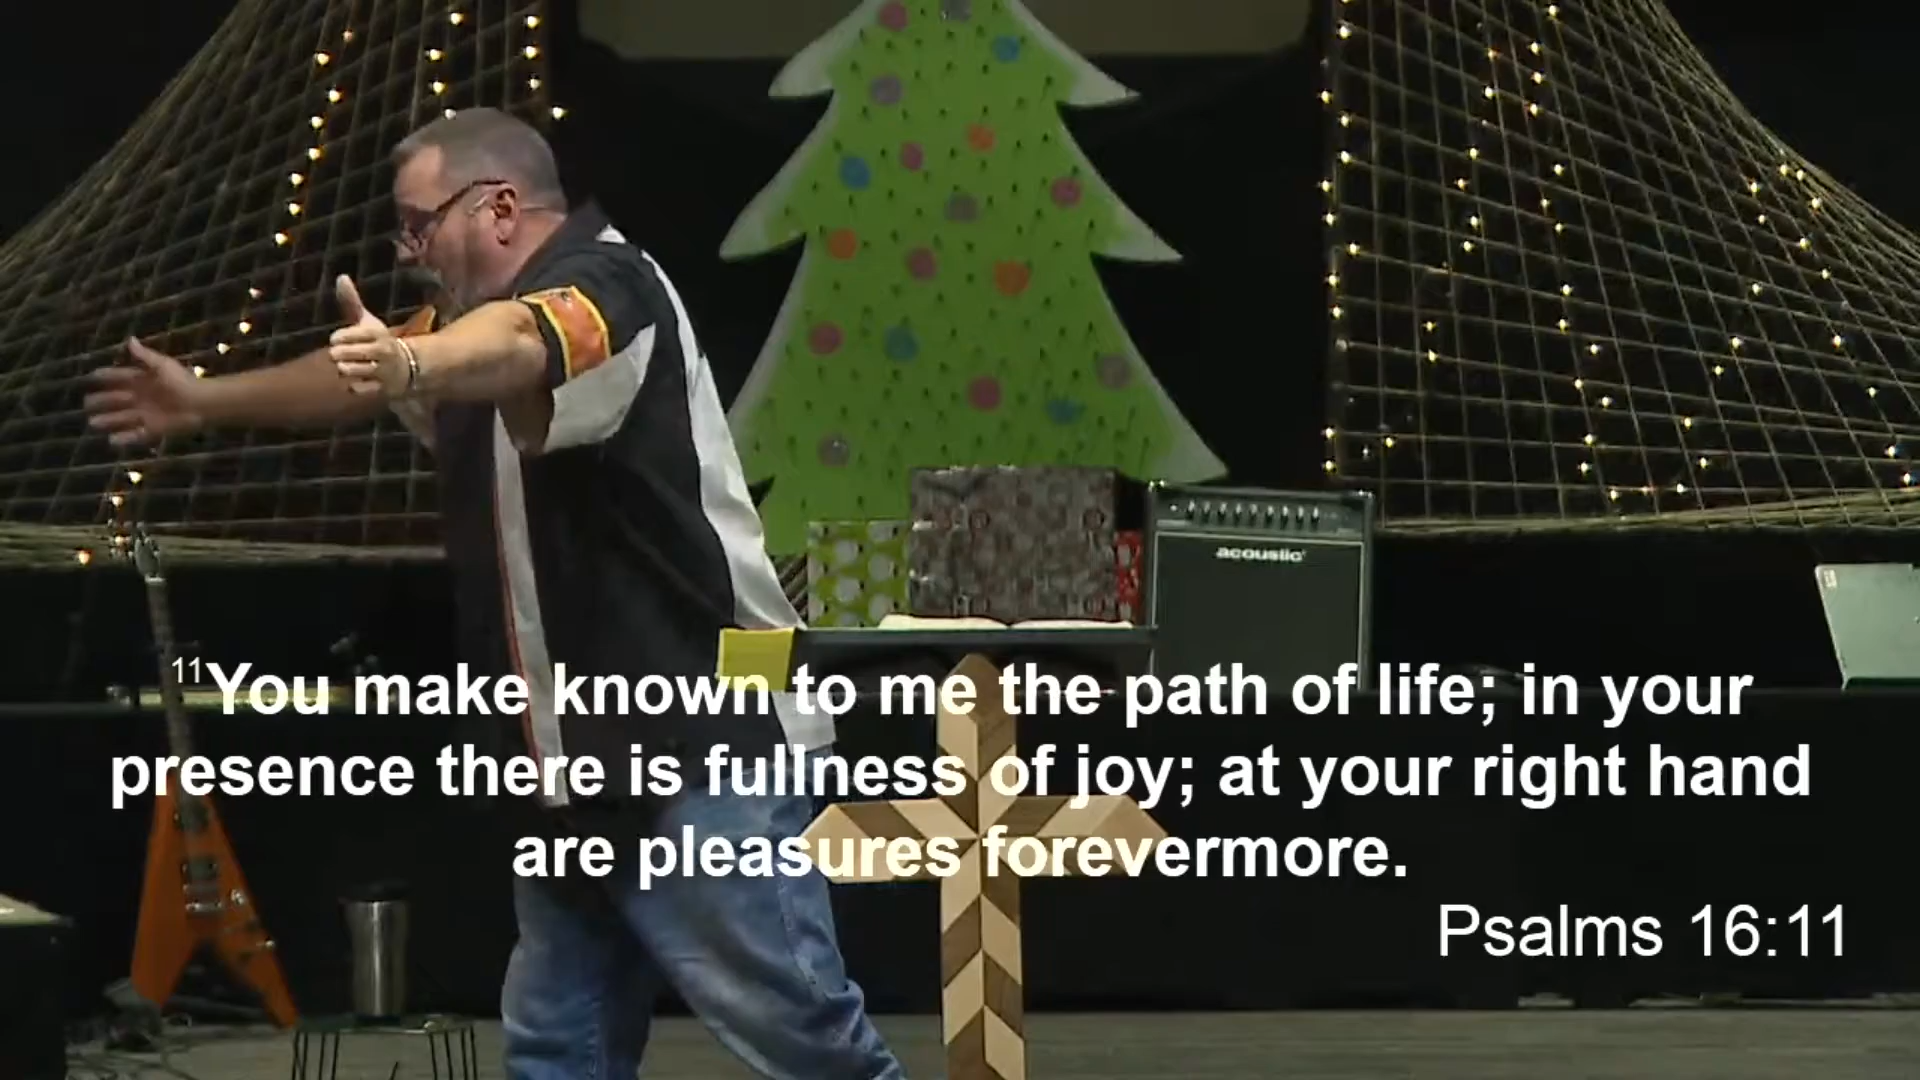 acoustic
11You make known to me the path of life; in your
presence there is fullness of joy; at your right hand
are pleasures forevermore.
Psalms 16:11